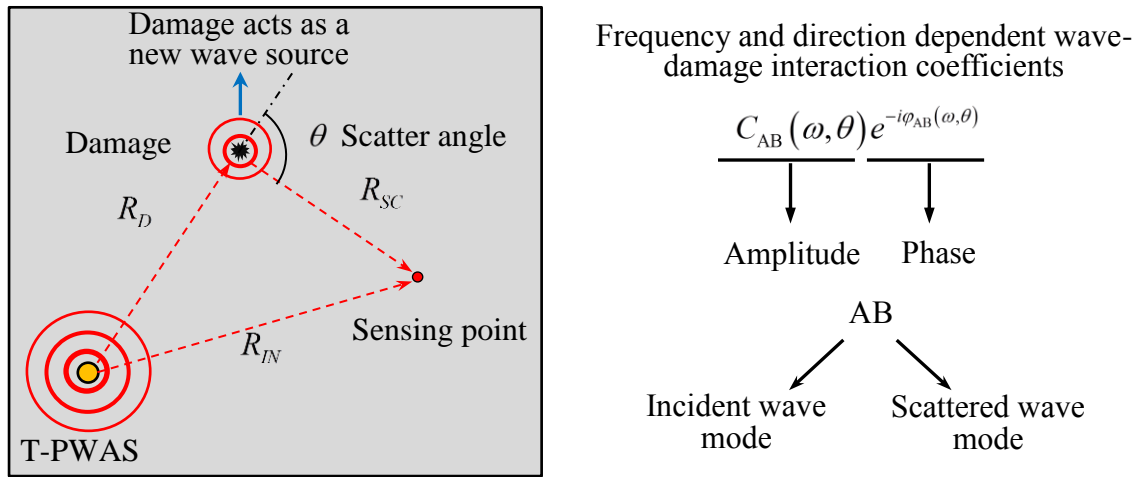 Damage acts as a
new wave source
Damage
θ Scatter angle
R_D
R_SC
R_IN
Sensing point
T-PWAS
Frequency and direction dependent wave-
damage interaction coefficients
C_AB(ω,θ)e^{-iφ_AB(ω,θ)}
Amplitude Phase
AB
Incident wave
mode
Scattered wave
mode